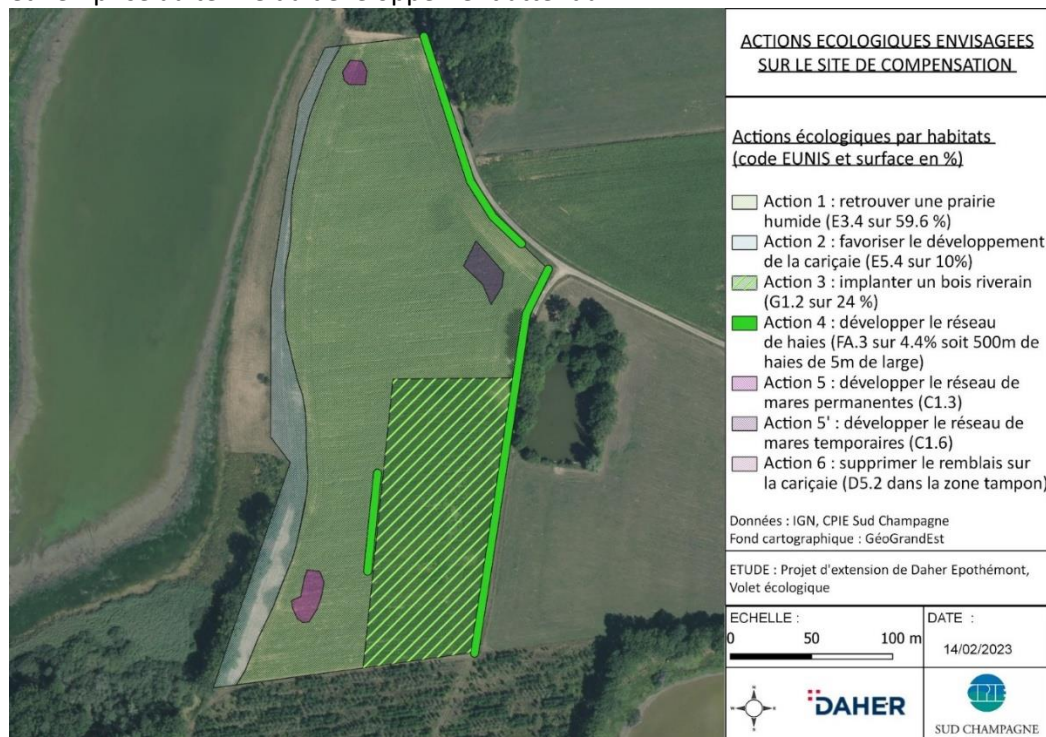 ACTIONS ECOLOGIQUES ENVISAGEES
SUR LE SITE DE COMPENSATION
Actions écologiques par habitats
(code EUNIS et surface en %)
Action 1 : retrouver une prairie
humide (E3.4 sur 59.6 %)
Action 2 : favoriser le développement
de la cariçaie (E5.4 sur 10%)
Action 3 : implanter un bois riverain
(G1.2 sur 24 %)
Action 4 : développer le réseau
de haies (FA.3 sur 4.4% soit 500m de
haies de 5m de large)
Action 5 : développer le réseau de
mares permanentes (C1.3)
Action 5' : développer le réseau de
mares temporaires (C1.6)
Action 6 : supprimer le remblais sur
la cariçaie (D5.2 dans la zone tampon)
Données : IGN, CPIE Sud Champagne
Fond cartographique : GéoGrandEst
ETUDE : Projet d'extension de Daher Epothémont,
Volet écologique
ECHELLE :
0 50 100 m
DATE :
14/02/2023
N
W E
S
DAHER
CPIE
SUD CHAMPAGNE